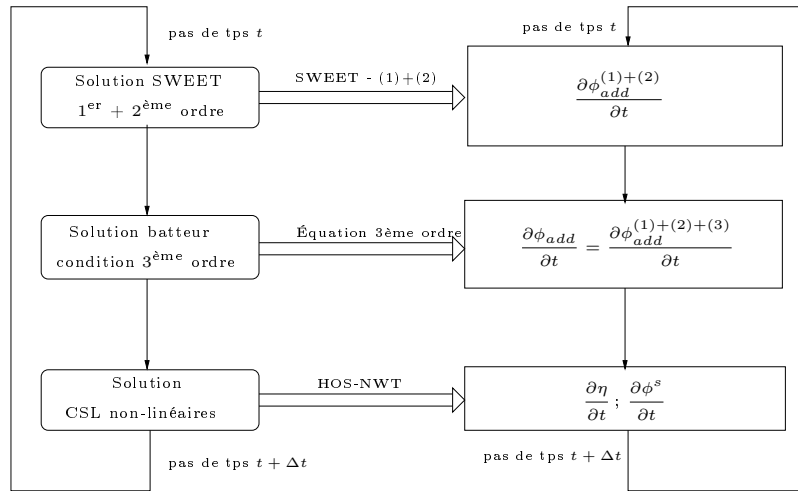 pas de tps t
pas de tps t
Solution SWEET
1er + 2ème ordre
SWEET - (1)+(2)
∂ϕ_add^(1)+(2) / ∂t
Solution batteur
condition 3ème ordre
Équation 3ème ordre
∂ϕ_add / ∂t = ∂ϕ_add^(1)+(2)+(3) / ∂t
Solution
CSL non-linéaires
HOS-NWT
∂η / ∂t ; ∂ϕ^s / ∂t
pas de tps t + Δt
pas de tps t + Δt